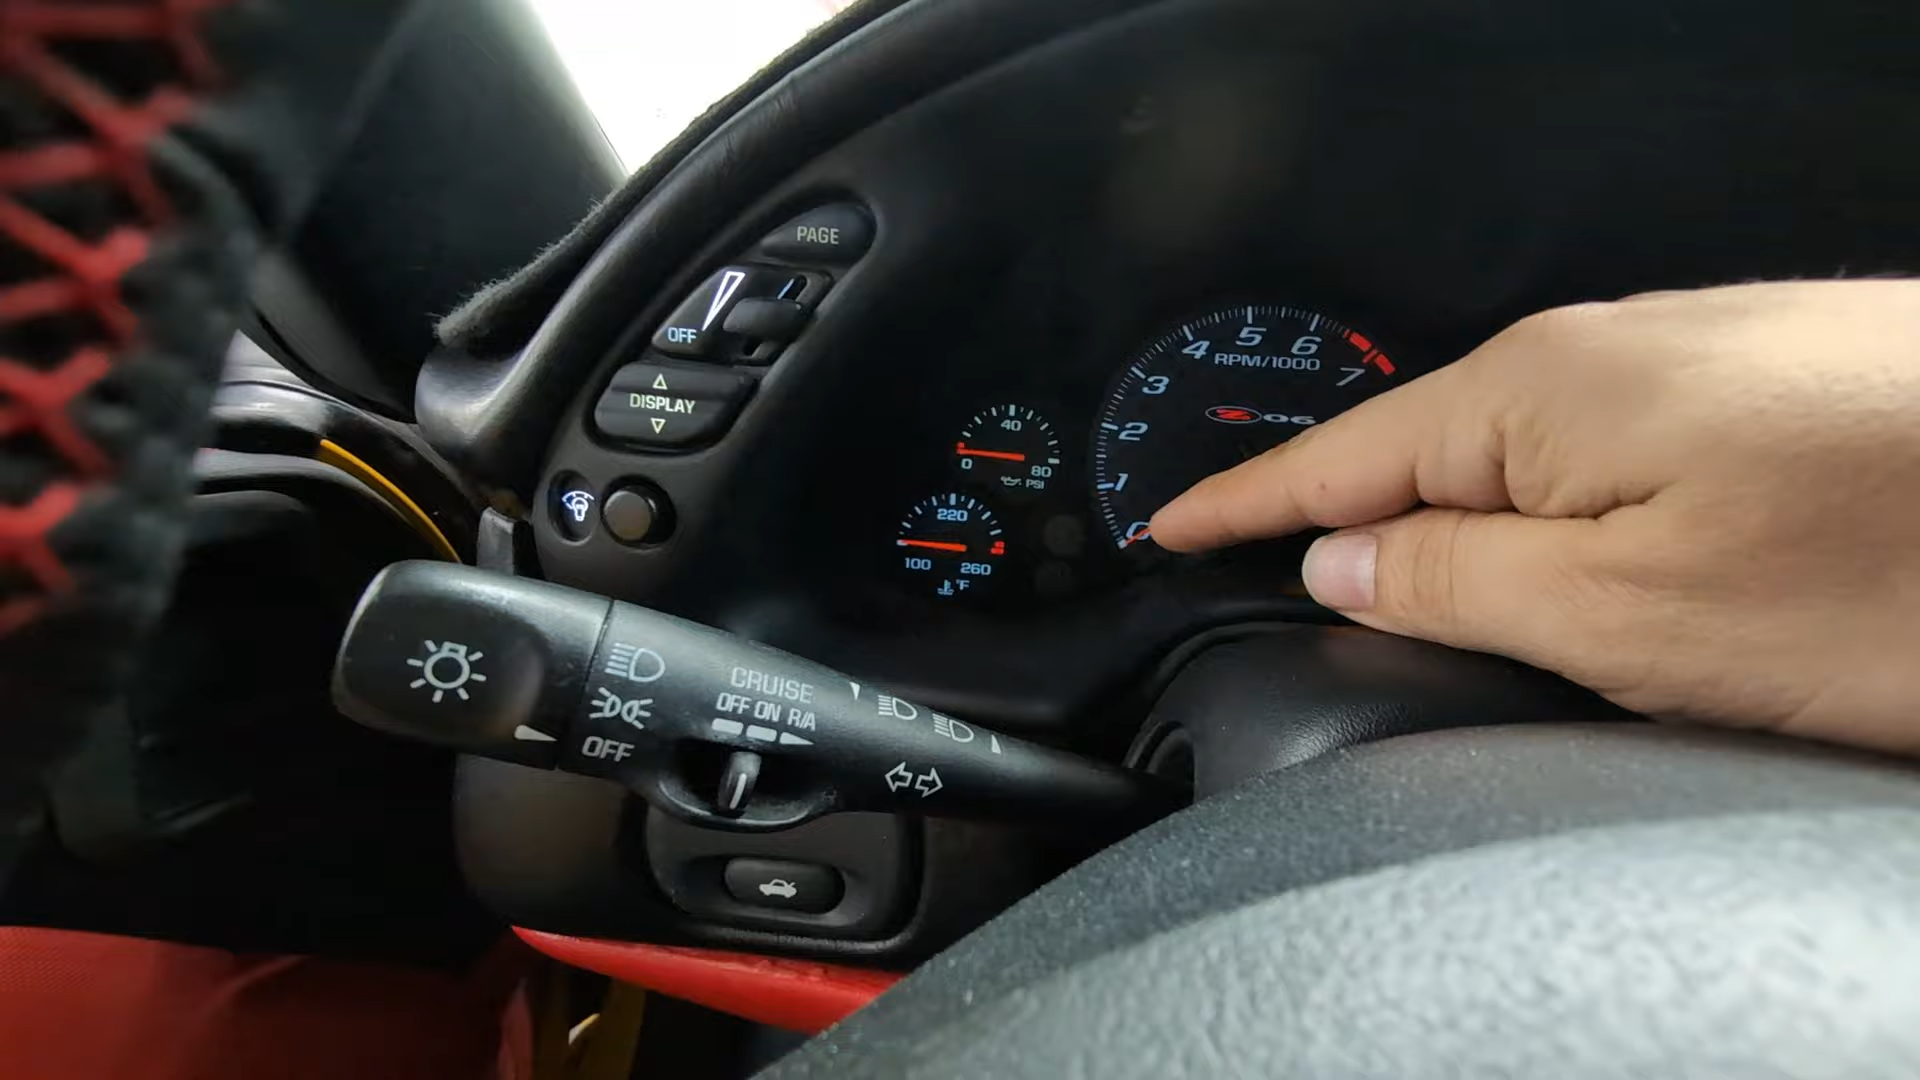 PAGE
OFF
DISPLAY
40
0
80
PSI
220
100
260
°F
0
1
2
3
4
5
6
7
RPM/1000
Z06
OFF
CRUISE
OFF ON R/A